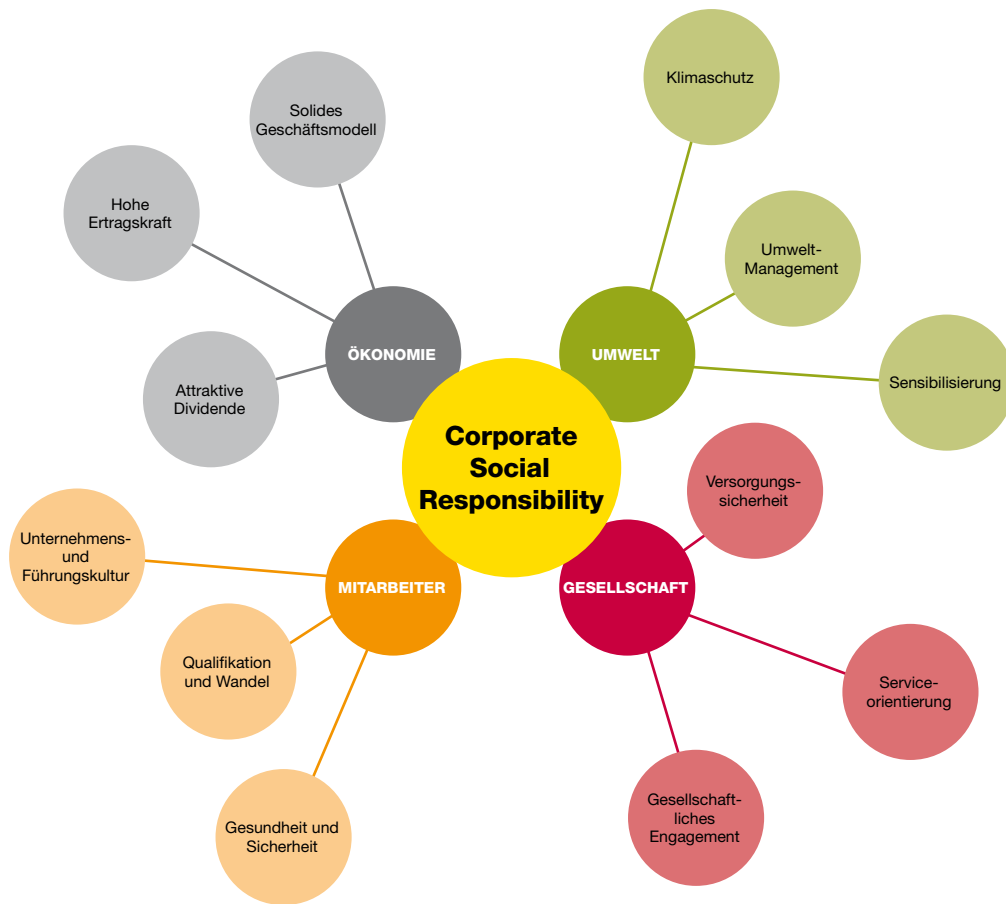 Klimaschutz
Solides
Geschäftsmodell
Hohe
Ertragskraft
Umwelt-
Management
ÖKONOMIE
UMWELT
Attraktive
Dividende
Sensibilisierung
Corporate
Social
Responsibility
Versorgungs-
sicherheit
Unternehmens-
und
Führungskultur
MITARBEITER
GESELLSCHAFT
Qualifikation
und Wandel
Service-
orientierung
Gesellschaft-
liches
Engagement
Gesundheit und
Sicherheit